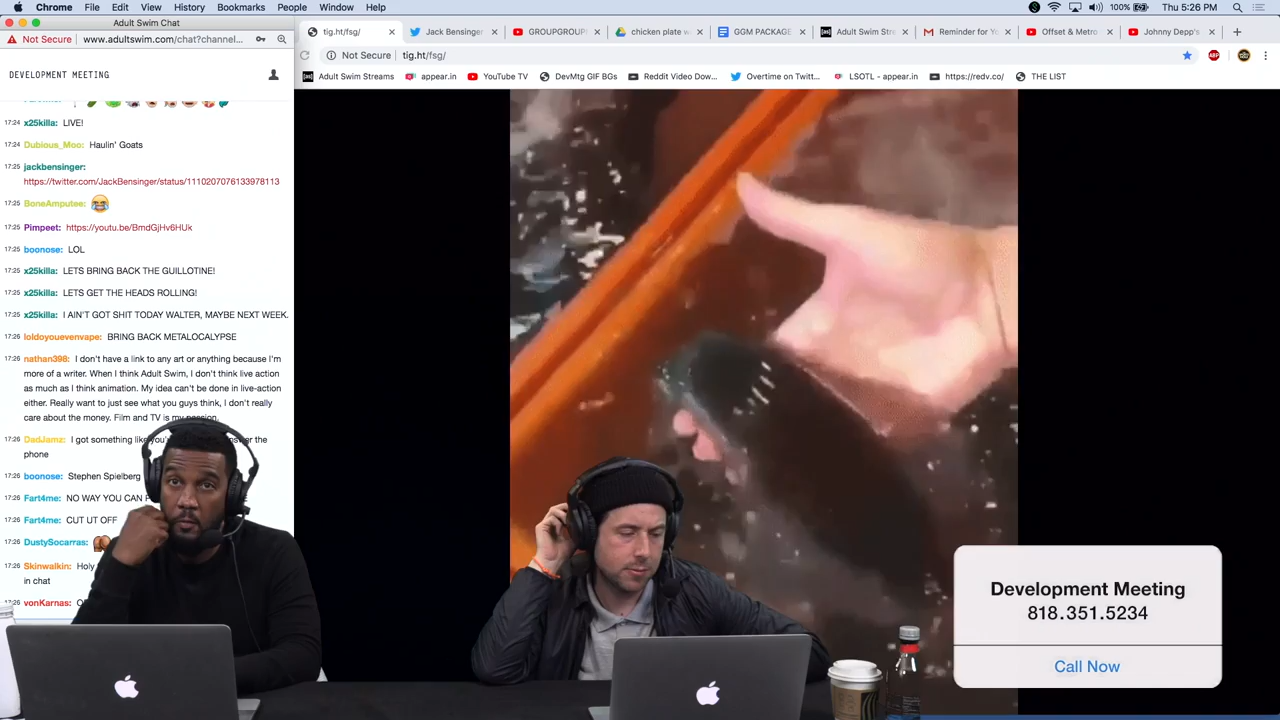 Chrome File Edit View History Bookmarks People Window Help
100% Thu 5:26 PM
Adult Swim Chat
Not Secure www.adultswim.com/chat?channel...
DEVELOPMENT MEETING
17:24 x25killa: LIVE!
17:24 Dubious_Moo: Haulin' Goats
17:25 jackbensinger:
https://twitter.com/JackBensinger/status/1110207076133978113
17:25 BoneAmputee:
17:25 Pimpeet: https://youtu.be/BmdGjHv6HUk
17:25 boonose: LOL
17:25 x25killa: LETS BRING BACK THE GUILLOTINE!
17:25 x25killa: LETS GET THE HEADS ROLLING!
17:25 x25killa: I AIN'T GOT SHIT TODAY WALTER, MAYBE NEXT WEEK.
17:26 loldoyouevenvape: BRING BACK METALOCALYPSE
17:26 nathan398: I don't have a link to any art or anything because I'm
more of a writer. When I think Adult Swim, I don't think live action
as much as I think animation. My idea can't be done in live-action
either. Really want to just see what you guys think, I don't really
care about the money. Film and TV is my passion.
17:26 DadJamz: I got something like the
phone
17:26 boonose: Stephen Spielberg
17:26 Fart4me: NO WAY YOU CAN
17:26 Fart4me: CUT UT OFF
17:26 DustySocarras:
17:26 Skinwalkin: Holy
in chat
17:26 vonKarnas:
tig.ht/fsg/
Jack Bensinger
GROUPGROUP
chicken plate w
GGM PACKAGE
Adult Swim Stre
Reminder for Y
Offset & Metro
Johnny Depp's
Not Secure tig.ht/fsg/
Adult Swim Streams appear.in YouTube TV DevMtg GIF BGs Reddit Video Dow... Overtime on Twitt... LSOTL - appear.in https://redv.co/ THE LIST
Development Meeting
818.351.5234
Call Now